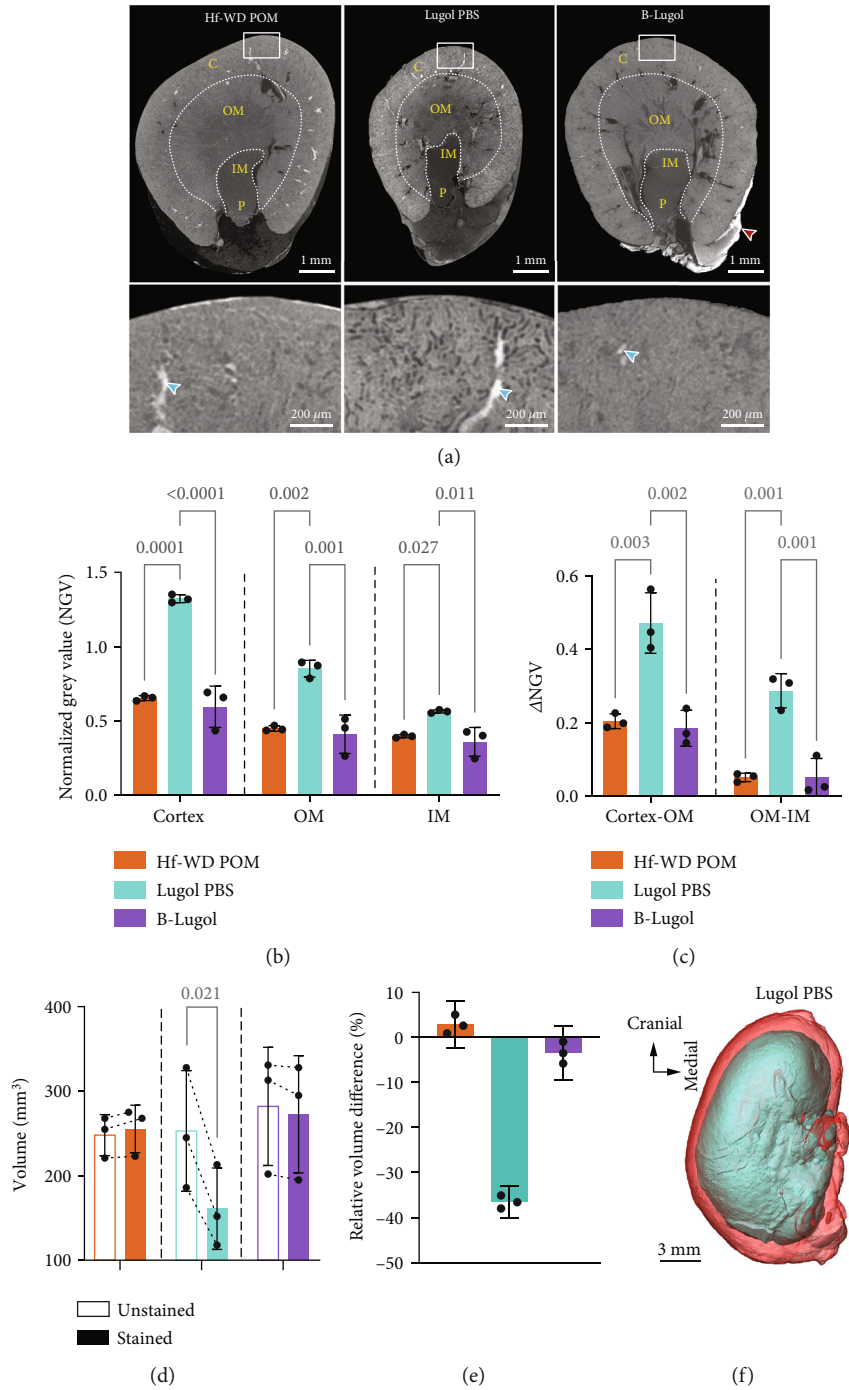 Hf-WD POM
Lugol PBS
B-Lugol
C
OM
IM
P
1 mm
C
OM
IM
P
1 mm
C
OM
IM
P
1 mm
200 µm
200 µm
200 µm
(a)
<0.0001
0.0001
0.002
0.001
0.011
0.027
Normalized grey value (NGV)
1.5
1.0
0.5
0.0
Cortex
OM
IM
Hf-WD POM
Lugol PBS
B-Lugol
(b)
0.002
0.003
0.001
0.001
ΔNGV
0.6
0.4
0.2
0.0
Cortex-OM
OM-IM
Hf-WD POM
Lugol PBS
B-Lugol
(c)
0.021
Volume (mm³)
400
300
200
100
Unstained
Stained
(d)
Relative volume difference (%)
10
0
−10
−20
−30
−40
−50
(e)
Lugol PBS
Cranial
Medial
3 mm
(f)